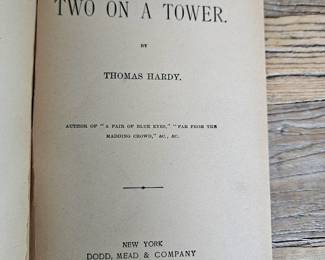 TWO ON A TOWER.
BY
THOMAS HARDY.
AUTHOR OF "A PAIR OF BLUE EYES," "FAR FROM THE
MADDING CROWD," &C., &C.
NEW YORK
DODD, MEAD & COMPANY